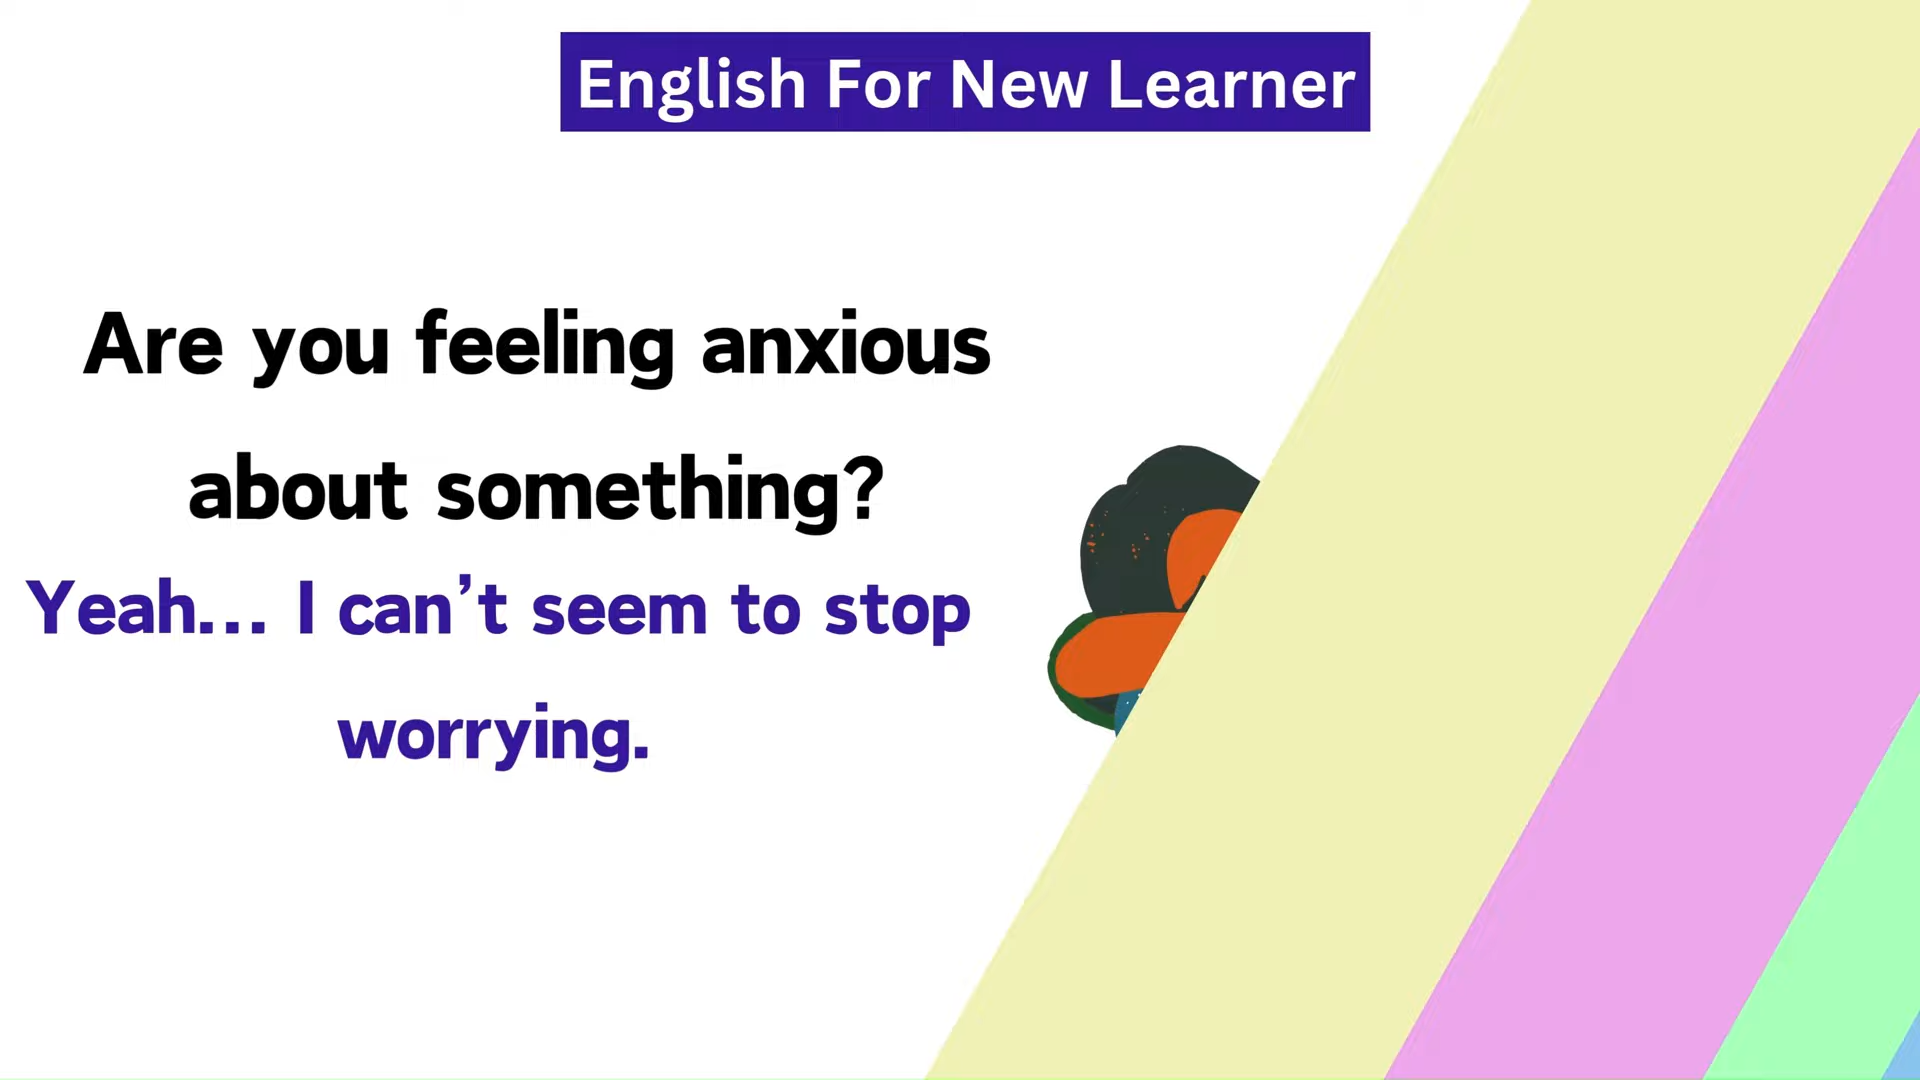 English For New Learner
Are you feeling anxious
about something?
Yeah... I can’t seem to stop
worrying.